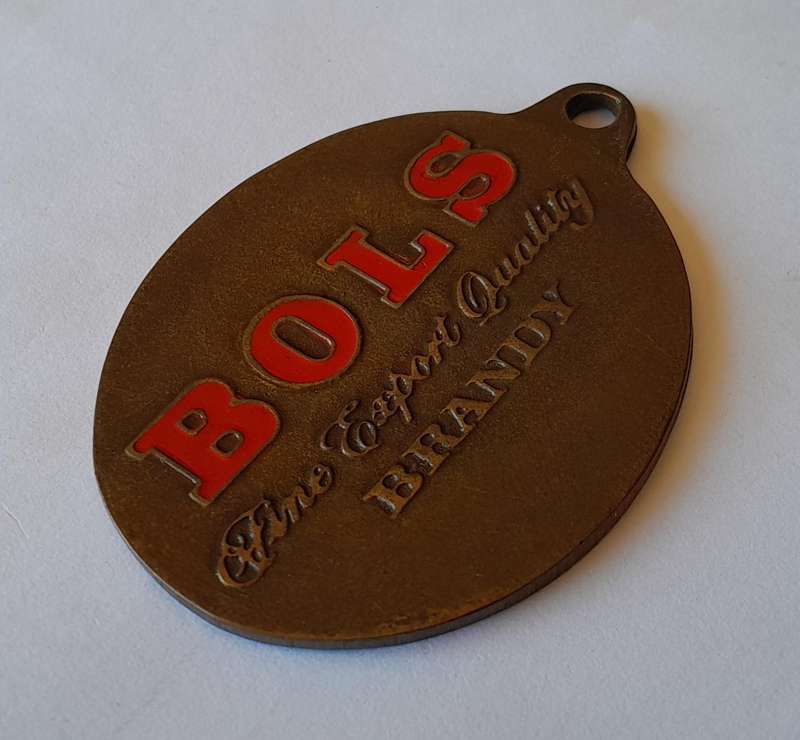 BOLS
Fine Export Quality
BRANDY